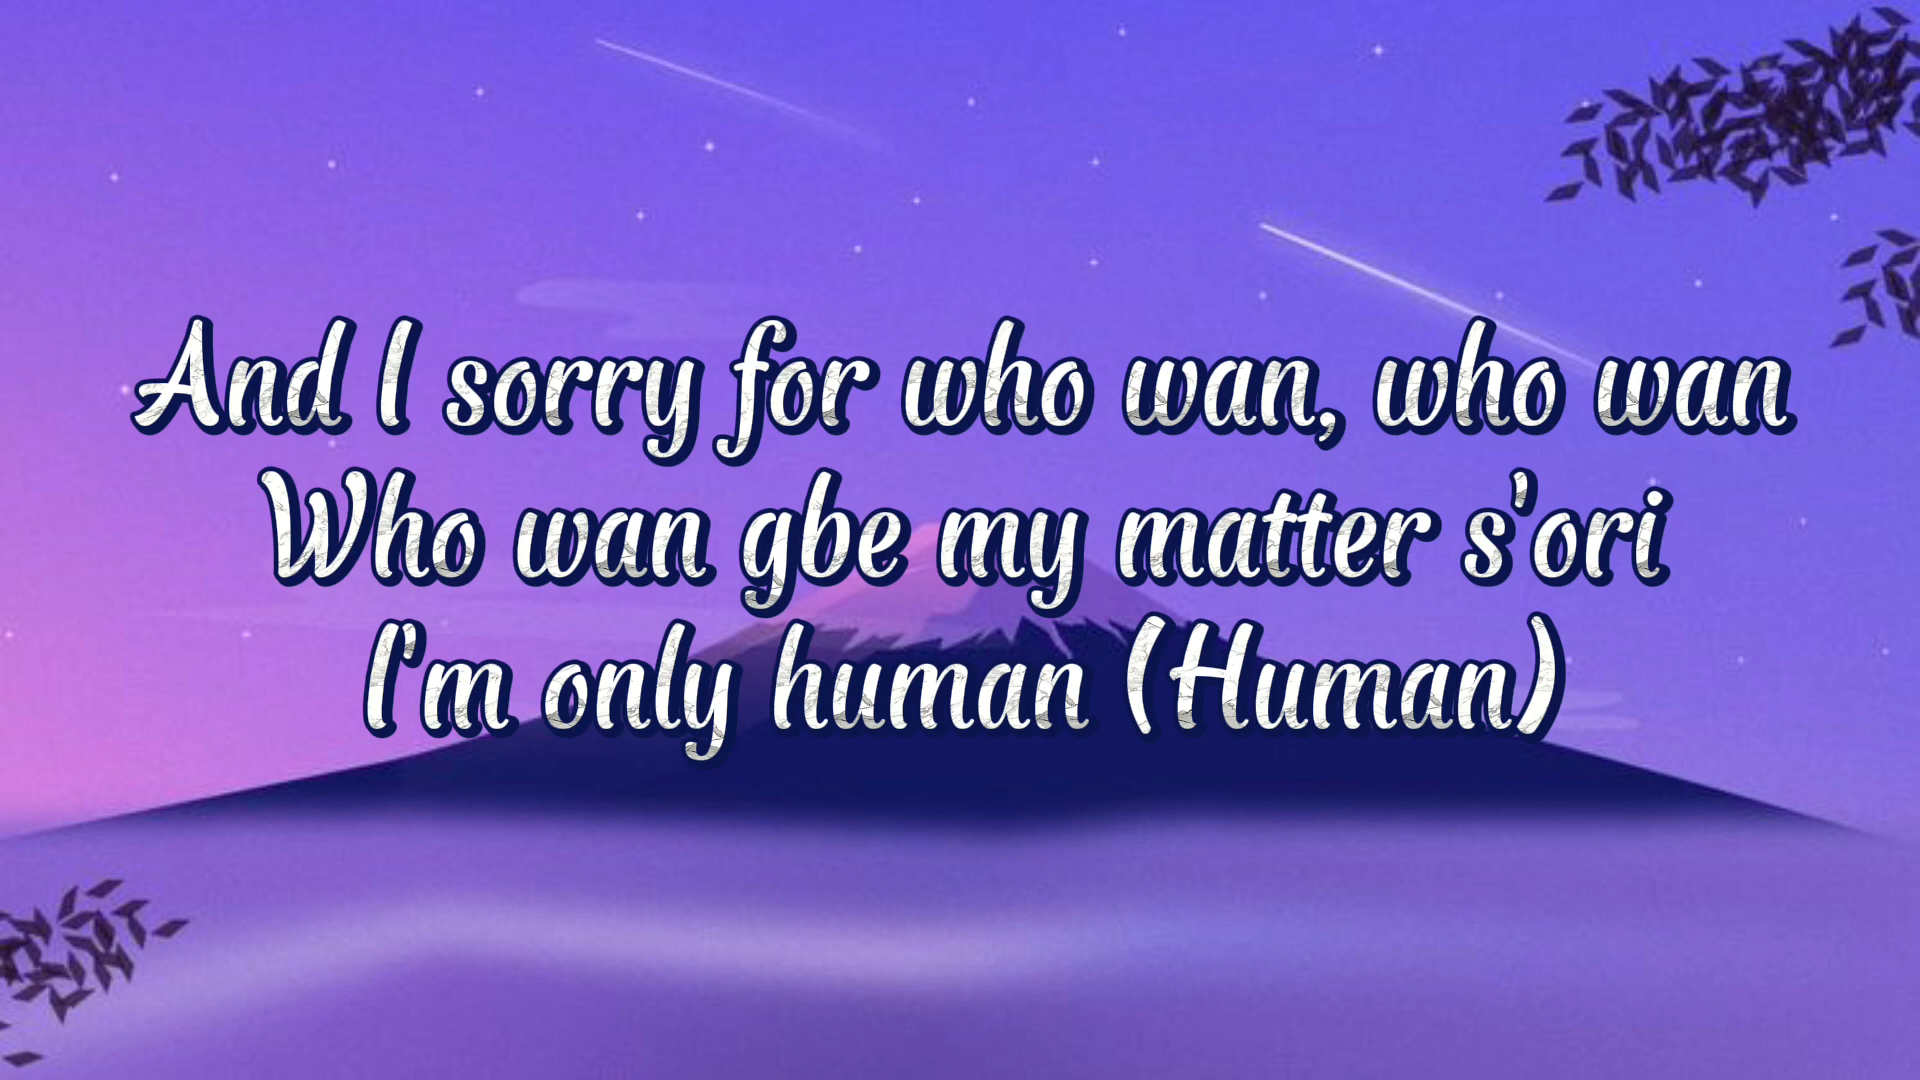 And I sorry for who wan, who wan
Who wan gbe my matter s'ori
I'm only human (Human)